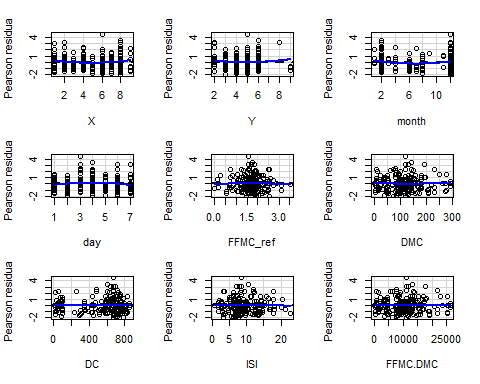 Pearson residua
-2 1 4
2 4 6 8
X
Pearson residua
-2 1 4
2 4 6 8
Y
Pearson residua
-2 1 4
2 6 10
month
Pearson residua
-2 1 4
1 3 5 7
day
Pearson residua
-2 1 4
0.0 1.5 3.0
FFMC_ref
Pearson residua
-2 1 4
0 100 200 300
DMC
Pearson residua
-2 1 4
0 400 800
DC
Pearson residua
-2 1 4
0 5 10 20
ISI
Pearson residua
-2 1 4
0 10000 25000
FFMC.DMC